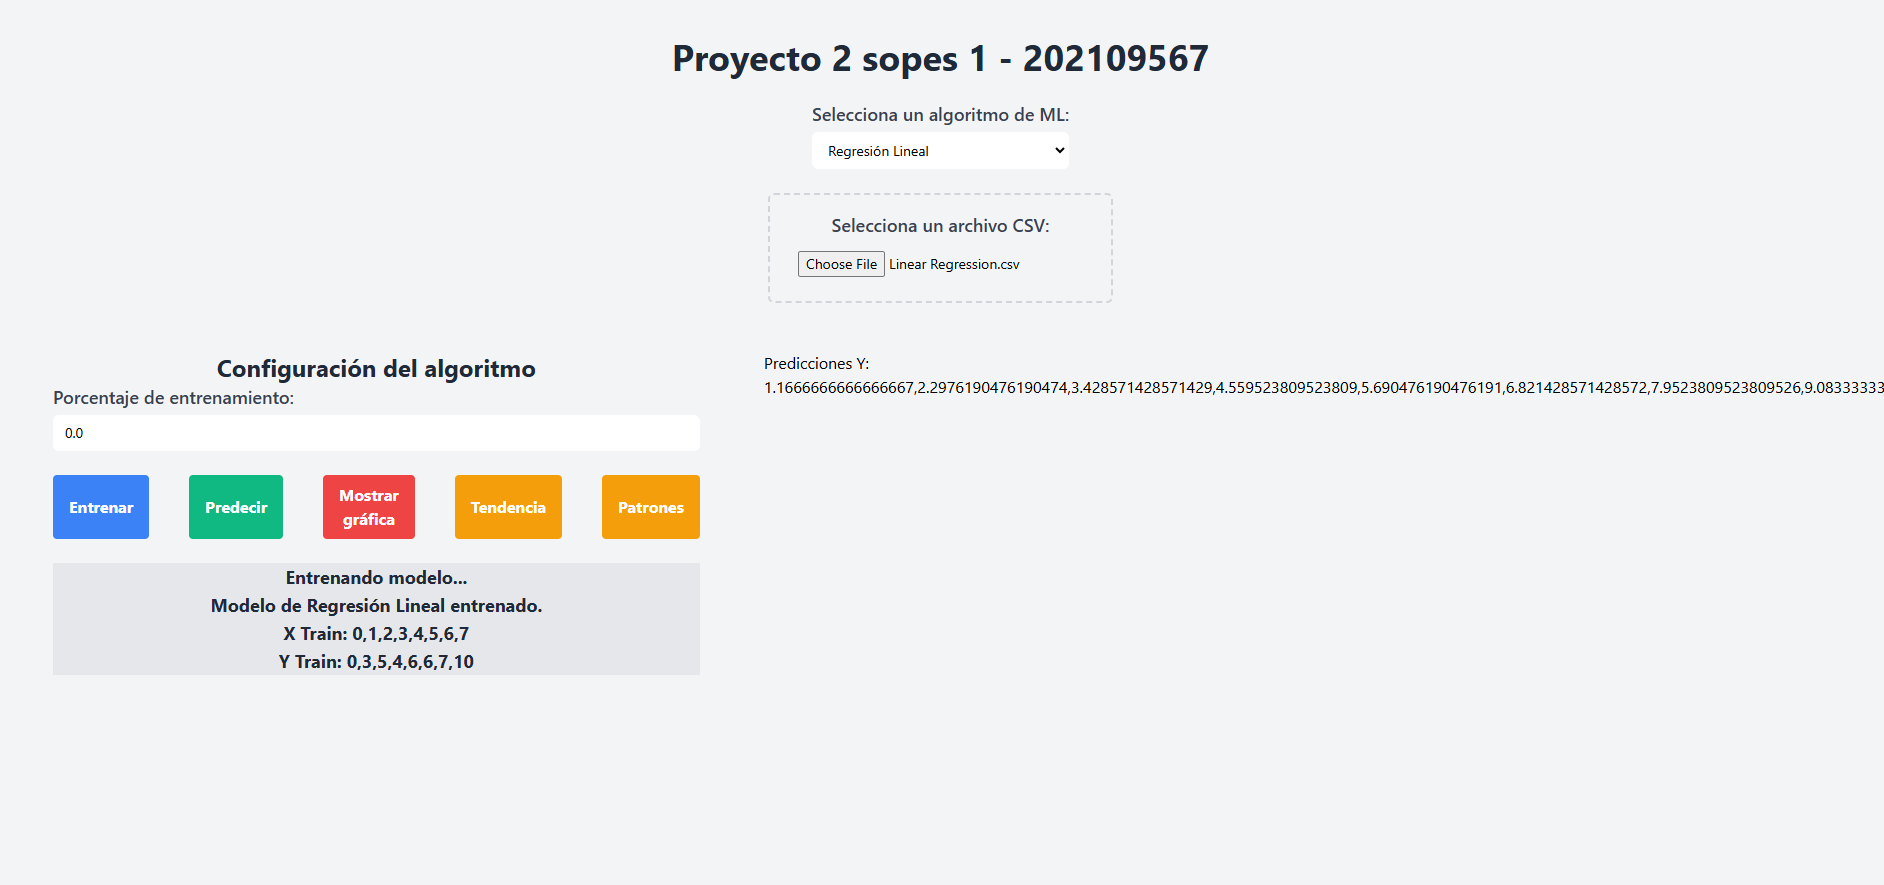 Proyecto 2 sopes 1 - 202109567
Selecciona un algoritmo de ML:
Regresión Lineal
Selecciona un archivo CSV:
Choose File Linear Regression.csv
Configuración del algoritmo
Porcentaje de entrenamiento:
0.0
Entrenar
Predecir
Mostrar
gráfica
Tendencia
Patrones
Entrenando modelo...
Modelo de Regresión Lineal entrenado.
X Train: 0,1,2,3,4,5,6,7
Y Train: 0,3,5,4,6,6,7,10
Predicciones Y:
1.1666666666666667,2.2976190476190474,3.428571428571429,4.559523809523809,5.690476190476191,6.821428571428572,7.9523809523809526,9.08333333